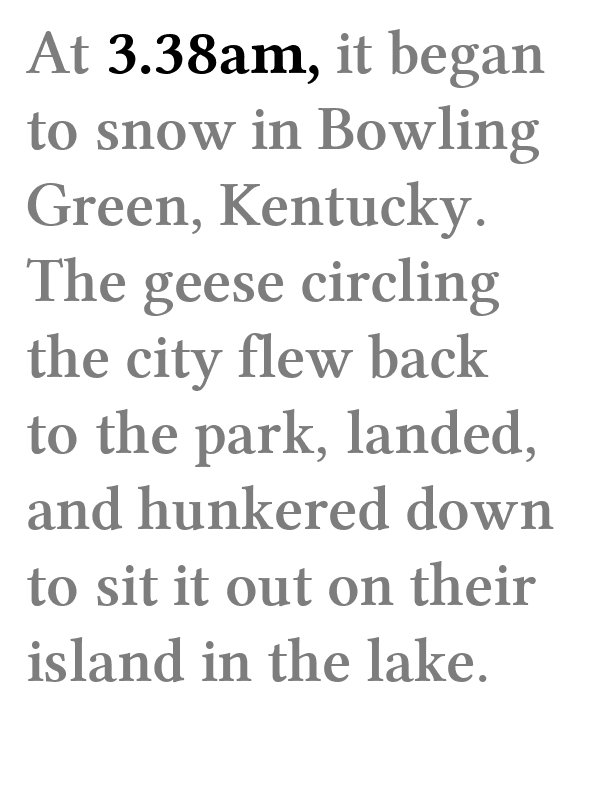 At 3.38am, it began
to snow in Bowling
Green, Kentucky.
The geese circling
the city flew back
to the park, landed,
and hunkered down
to sit it out on their
island in the lake.